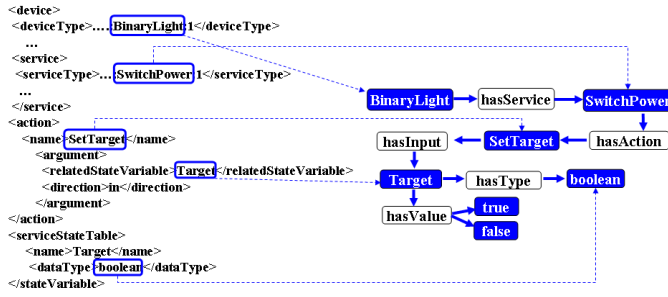 <device>
<deviceType>.....:BinaryLight:1</deviceType>
...
<service>
<serviceType>....:SwitchPower:1</serviceType>
...
</service>
<action>
<name>SetTarget</name>
<argument>
<relatedStateVariable>Target</relatedStateVariable>
<direction>in</direction>
</argument>
</action>
<serviceStateTable>
<name>Target</name>
<dataType>boolean</dataType>
</stateVariable>
BinaryLight hasService SwitchPower
hasInput SetTarget hasAction
Target hasType boolean
hasValue true
false